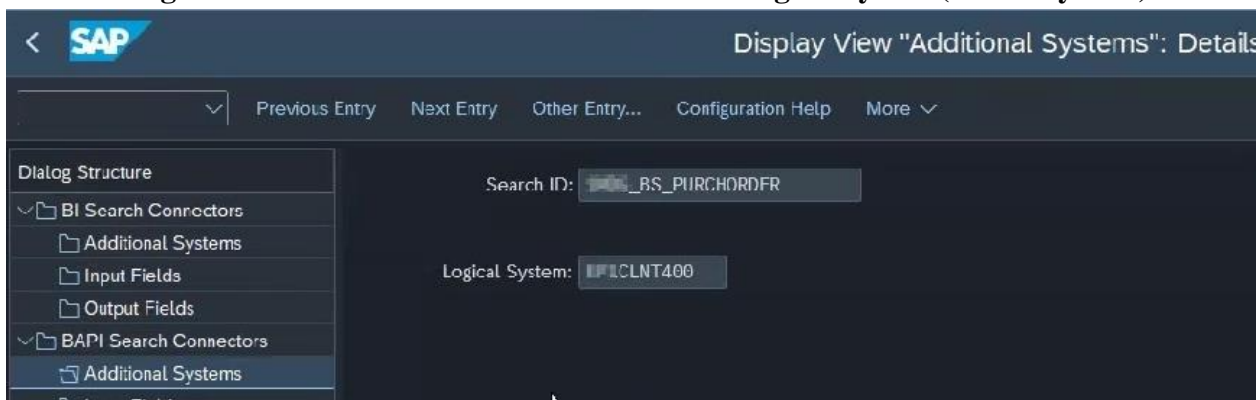 SAP
Display View "Additional Systems": Details
Previous Entry Next Entry Other Entry... Configuration Help More
Dialog Structure
Search ID: _BS_PURCHORDER
BI Search Connectors
Additional Systems
Logical System: CLNT400
Input Fields
Output Fields
BAPI Search Connectors
Additional Systems